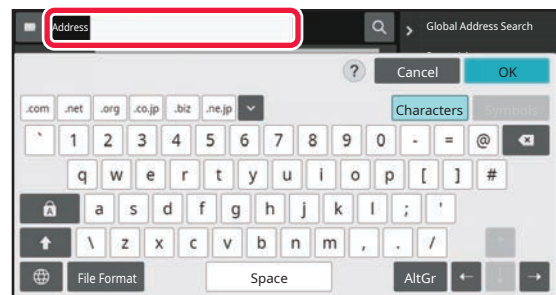 Address
Global Address Search
? Cancel OK
.com .net .org .co.jp .biz .ne.jp Characters Symbols
` 1 2 3 4 5 6 7 8 9 0 - = @
q w e r t y u i o p [ ] #
A a s d f g h j k l ; '
\ z x c v b n m , . /
File Format Space AltGr ← ↓ →